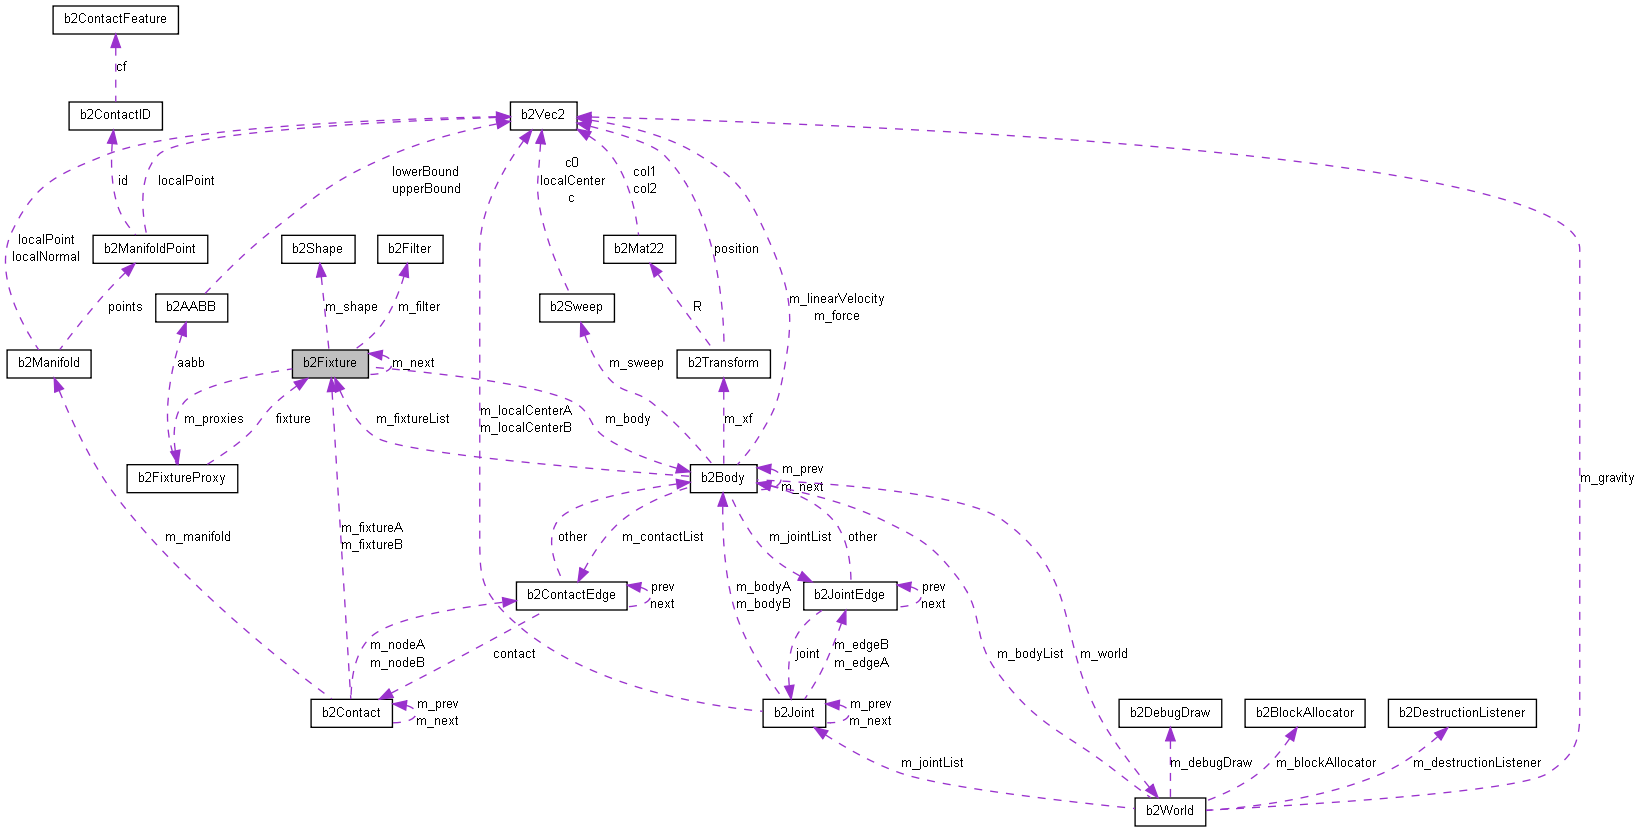 b2ContactFeature
cf
b2ContactID
b2Vec2
c0
localCenter
c
lowerBound
upperBound
col1
col2
id
localPoint
localPoint
localNormal
b2ManifoldPoint
b2Shape
b2Filter
b2Mat22
position
points
b2AABB
m_shape
m_filter
b2Sweep
R
m_linearVelocity
m_force
b2Manifold
aabb
b2Fixture
m_next
m_sweep
b2Transform
m_proxies
fixture
m_fixtureList
m_localCenterA
m_localCenterB
m_body
m_xf
b2FixtureProxy
b2Body
m_prev
m_next
m_gravity
m_manifold
m_fixtureA
m_fixtureB
other
m_contactList
m_jointList
other
b2ContactEdge
prev
next
m_bodyA
m_bodyB
b2JointEdge
prev
next
m_nodeA
m_nodeB
contact
joint
m_edgeB
m_edgeA
m_bodyList
m_world
b2Contact
m_prev
m_next
b2Joint
m_prev
m_next
b2DebugDraw
b2BlockAllocator
b2DestructionListener
m_jointList
m_debugDraw
m_blockAllocator
m_destructionListener
b2World